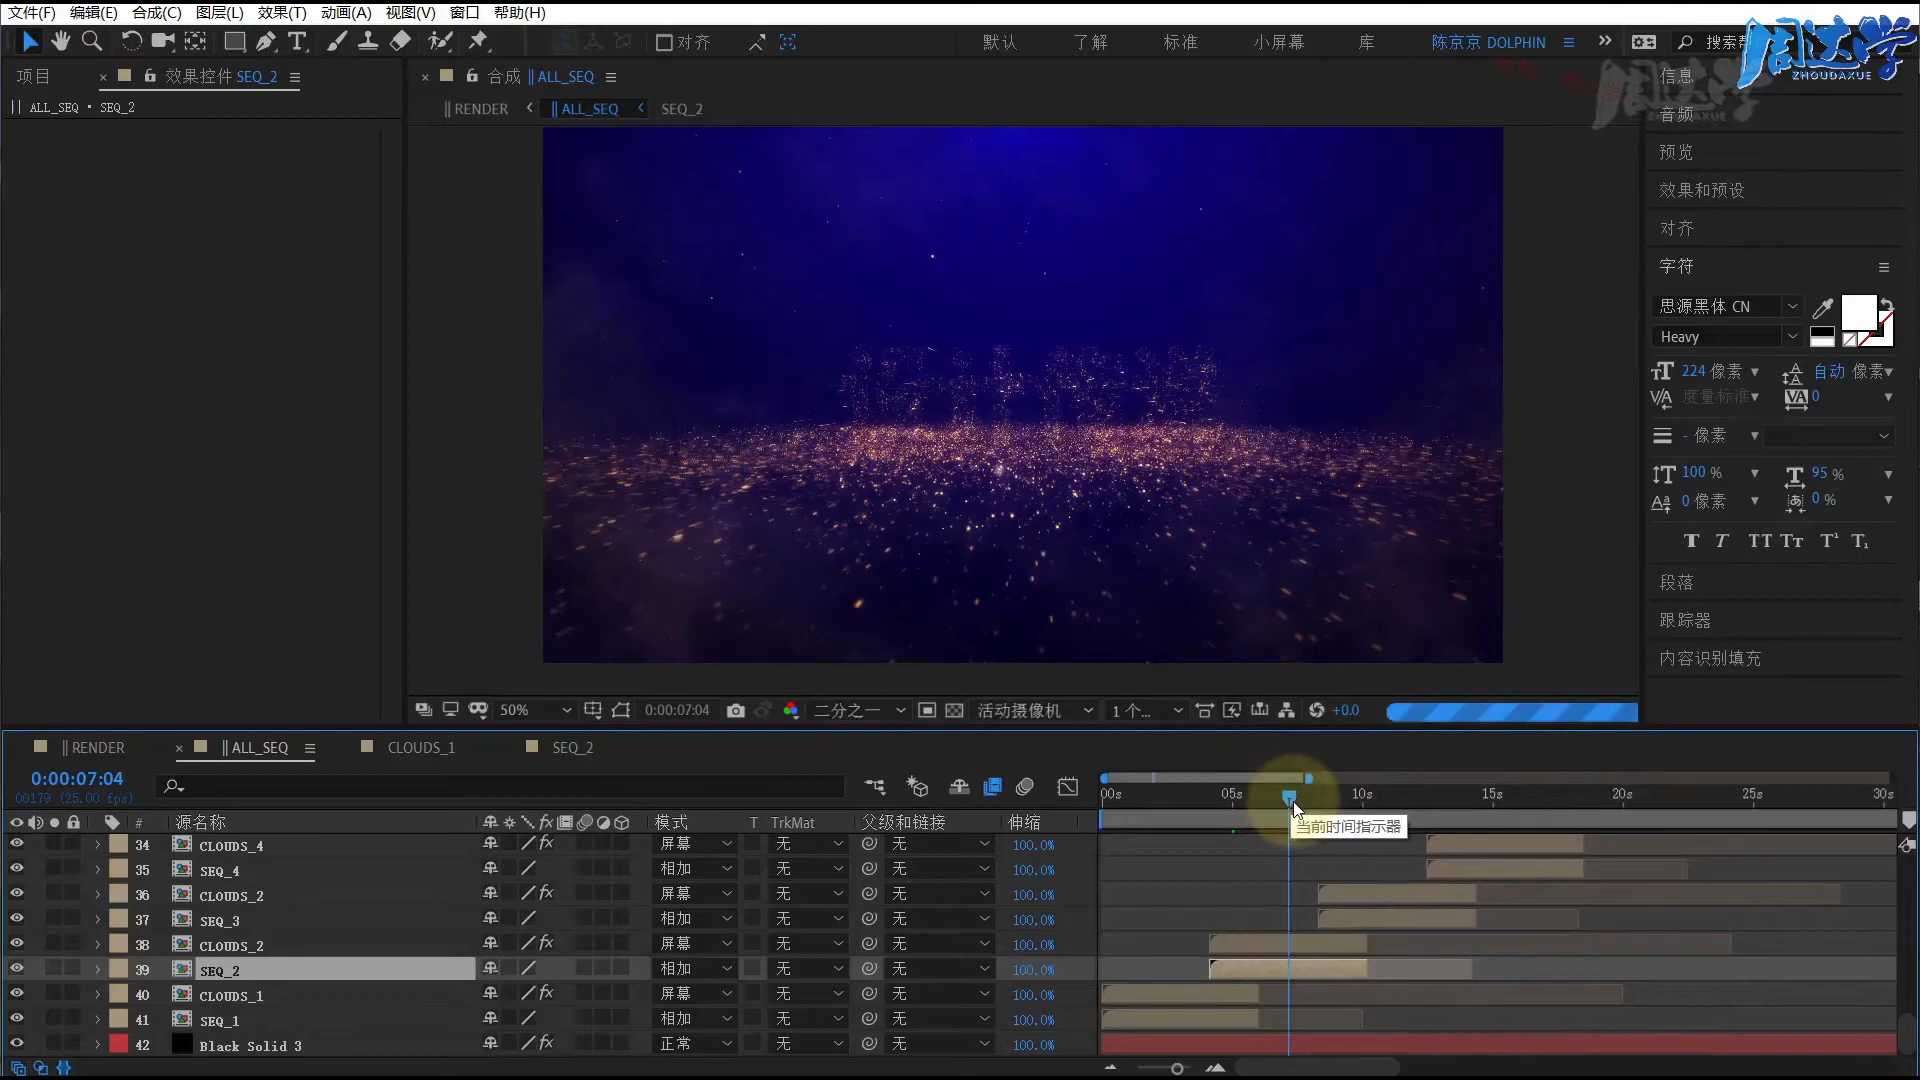 文件(F) 编辑(E) 合成(C) 图层(L) 效果(T) 动画(A) 视图(V) 窗口 帮助(H)
对齐 默认 了解 标准 小屏幕 库 陈京京 DOLPHIN 搜索帮
周达学
ZHOUDAXUE
项目 效果控件 SEQ_2 合成 ALL_SEQ 信息
ALL_SEQ • SEQ_2
RENDER ALL_SEQ SEQ_2
音频
预览
效果和预设
对齐
字符
思源黑体 CN
Heavy
224 像素 自动 像素
度量标准 0
- 像素
100 % 95 %
0 像素 0 %
段落
跟踪器
内容识别填充
50% 0:00:07:04 二分之一 活动摄像机 1 个... +0.0
RENDER ALL_SEQ CLOUDS_1 SEQ_2
0:00:07:04
00179 (25.00 fps)
00s 05s 10s 15s 20s 25s 30s
当前时间指示器
# 源名称 模式 T TrkMat 父级和链接 伸缩
34 CLOUDS_4 屏幕 无 无 100.0%
35 SEQ_4 相加 无 无 100.0%
36 CLOUDS_2 屏幕 无 无 100.0%
37 SEQ_3 相加 无 无 100.0%
38 CLOUDS_2 屏幕 无 无 100.0%
39 SEQ_2 相加 无 无 100.0%
40 CLOUDS_1 屏幕 无 无 100.0%
41 SEQ_1 相加 无 无 100.0%
42 Black Solid 3 正常 无 无 100.0%